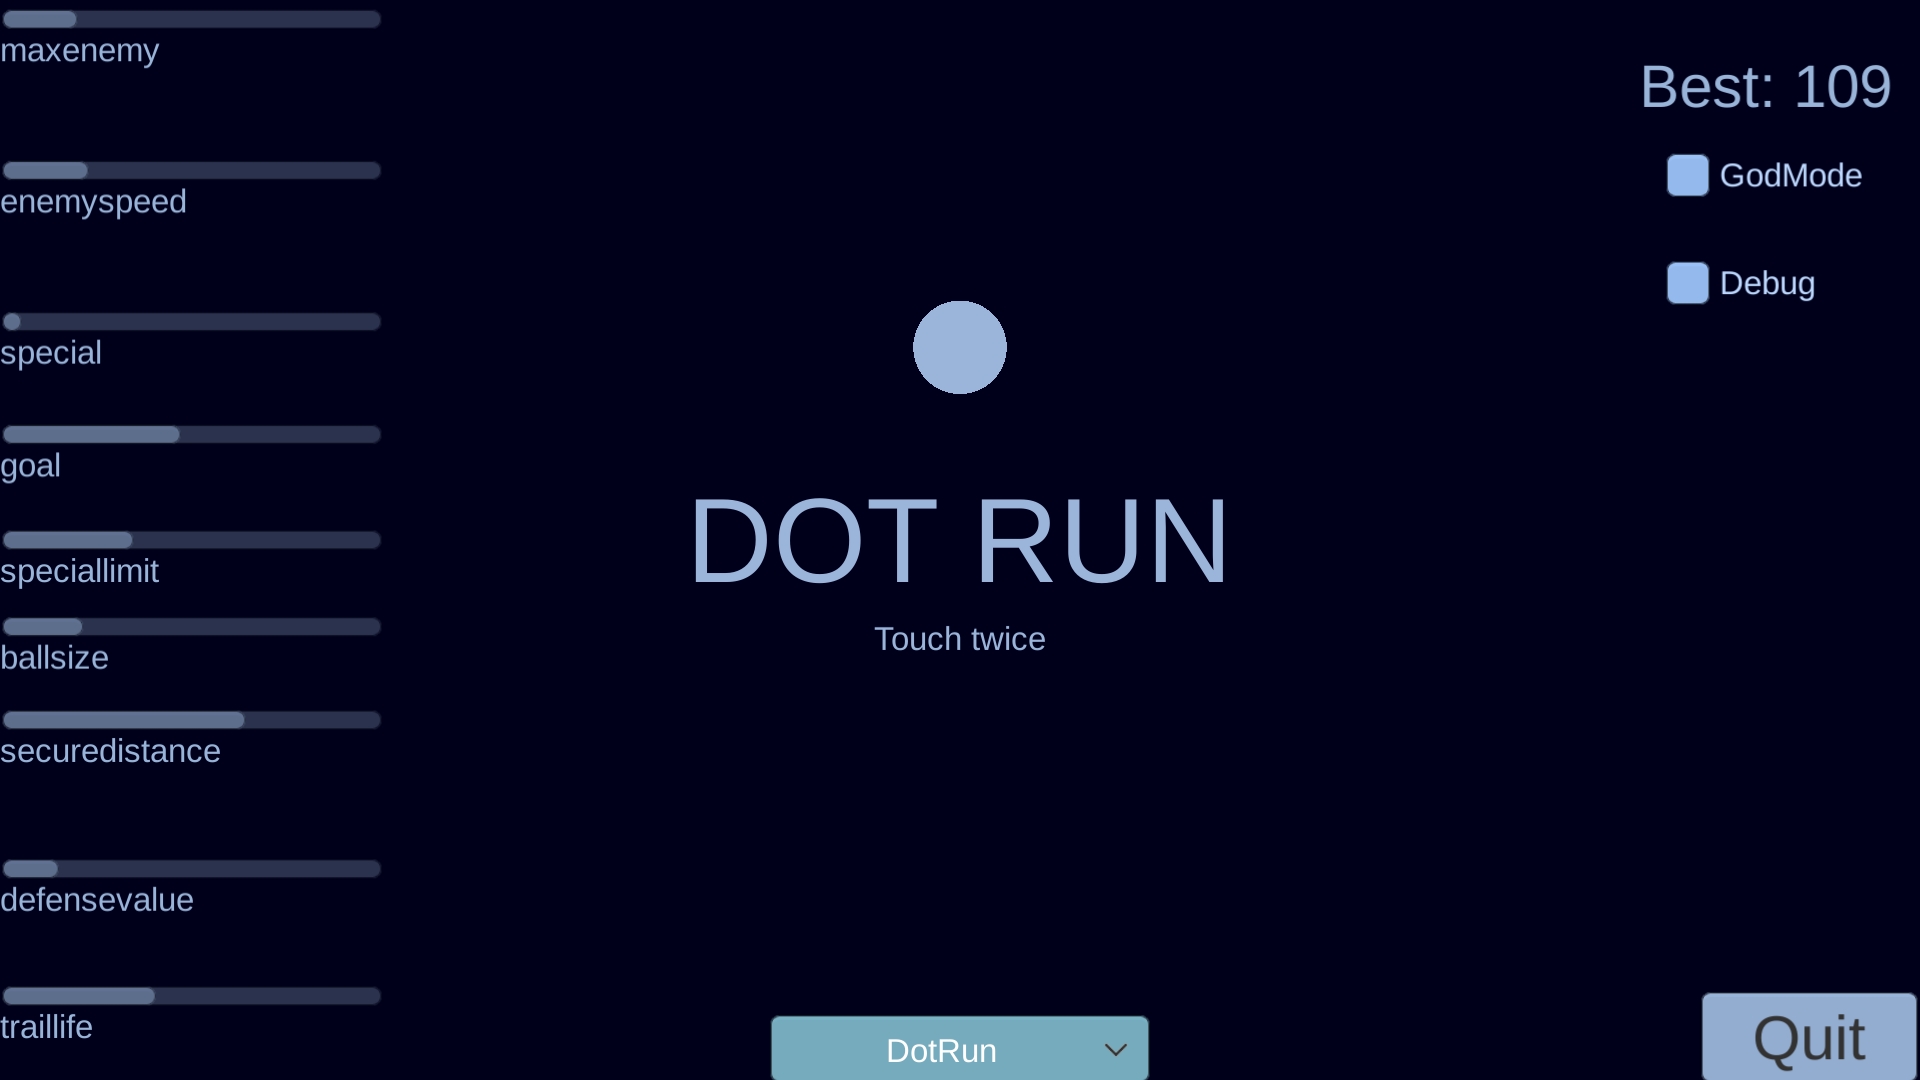 maxenemy
enemyspeed
special
goal
speciallimit
ballsize
securedistance
defensevalue
traillife
DOT RUN
Touch twice
DotRun
Best: 109
GodMode
Debug
Quit